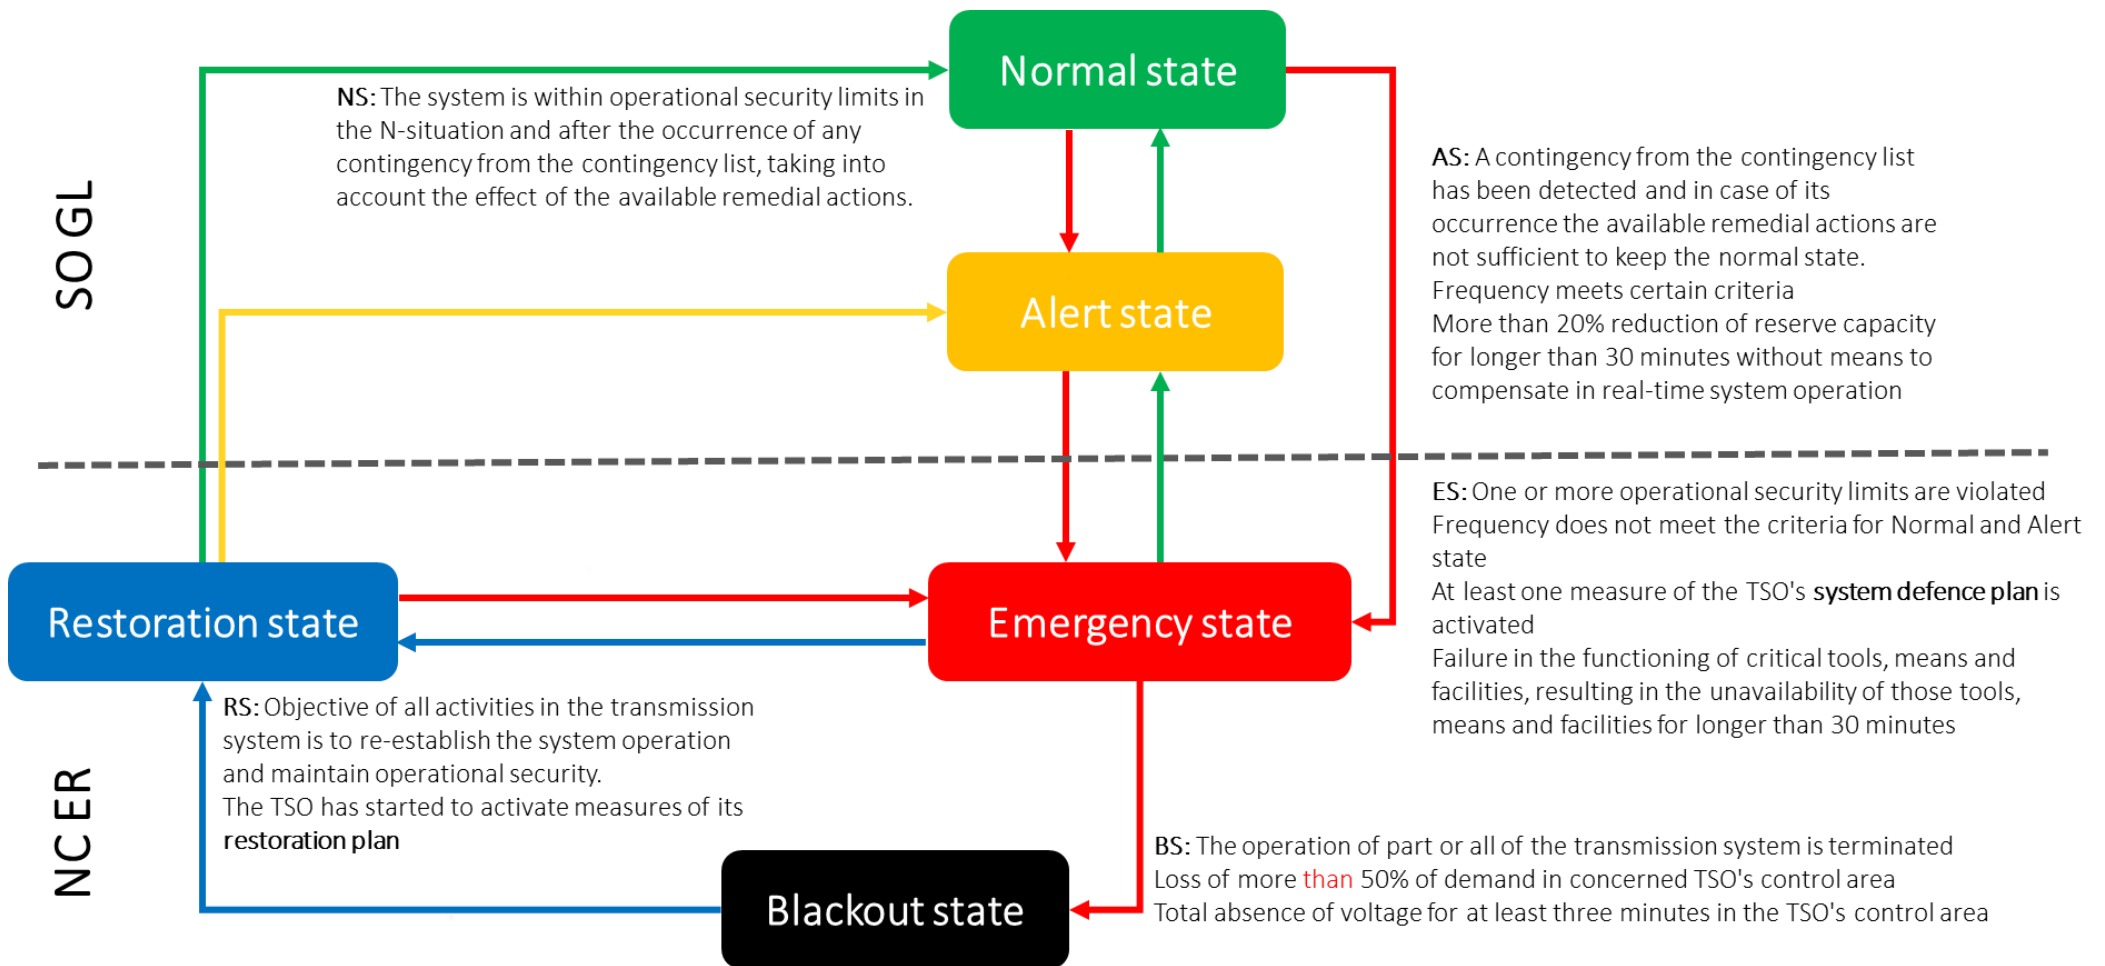 Normal state
NS: The system is within operational security limits in
the N-situation and after the occurrence of any
contingency from the contingency list, taking into
account the effect of the available remedial actions.
SOGL
AS: A contingency from the contingency list
has been detected and in case of its
occurrence the available remedial actions are
not sufficient to keep the normal state.
Frequency meets certain criteria
More than 20% reduction of reserve capacity
for longer than 30 minutes without means to
compensate in real-time system operation
Alert state
ES: One or more operational security limits are violated
Frequency does not meet the criteria for Normal and Alert
state
At least one measure of the TSO's system defence plan is
activated
Failure in the functioning of critical tools, means and
facilities, resulting in the unavailability of those tools,
means and facilities for longer than 30 minutes
Restoration state
Emergency state
RS: Objective of all activities in the transmission
system is to re-establish the system operation
and maintain operational security.
The TSO has started to activate measures of its
restoration plan
NCER
Blackout state
BS: The operation of part or all of the transmission system is terminated
Loss of more than 50% of demand in concerned TSO's control area
Total absence of voltage for at least three minutes in the TSO's control area